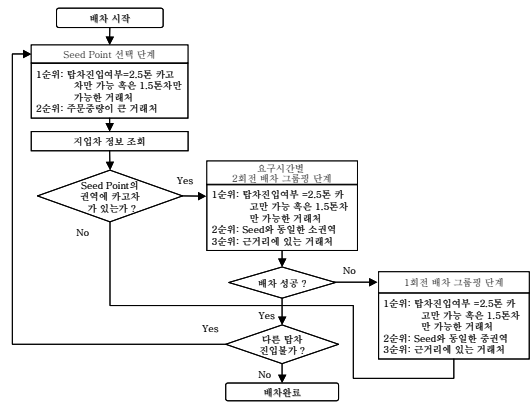 배차 시작
Seed Point 선택 단계
1순위: 탑차진입여부=2.5톤 카고
차만 가능 혹은 1.5톤차만
가능한 거래처
2순위: 주문중량이 큰 거래처
지입차 정보 조회
Seed Point의
권역에 카고차
가 있는가 ?
Yes
No
요구시간별
2회전 배차 그룹핑 단계
1순위: 탑차진입여부 =2.5톤 카
고만 가능 혹은 1.5톤차
만 가능한 거래처
2순위: Seed와 동일한 소권역
3순위: 근거리에 있는 거래처
배차 성공 ?
No
Yes
1회전 배차 그룹핑 단계
1순위: 탑차진입여부 =2.5톤 카
고만 가능 혹은 1.5톤차
만 가능한 거래처
2순위: Seed와 동일한 중권역
3순위: 근거리에 있는 거래처
Yes
다른 탑차
진입불가 ?
No
배차완료